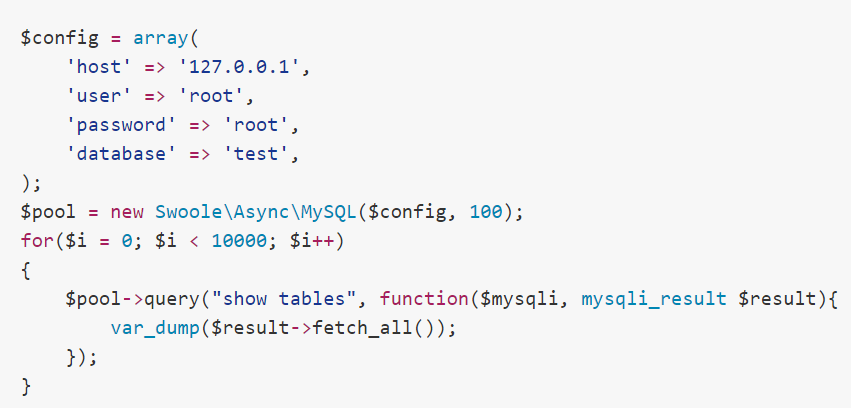 $config = array(
    'host' => '127.0.0.1',
    'user' => 'root',
    'password' => 'root',
    'database' => 'test',
);
$pool = new Swoole\Async\MySQL($config, 100);
for($i = 0; $i < 10000; $i++)
{
    $pool->query("show tables", function($mysqli, mysqli_result $result){
        var_dump($result->fetch_all());
    });
}